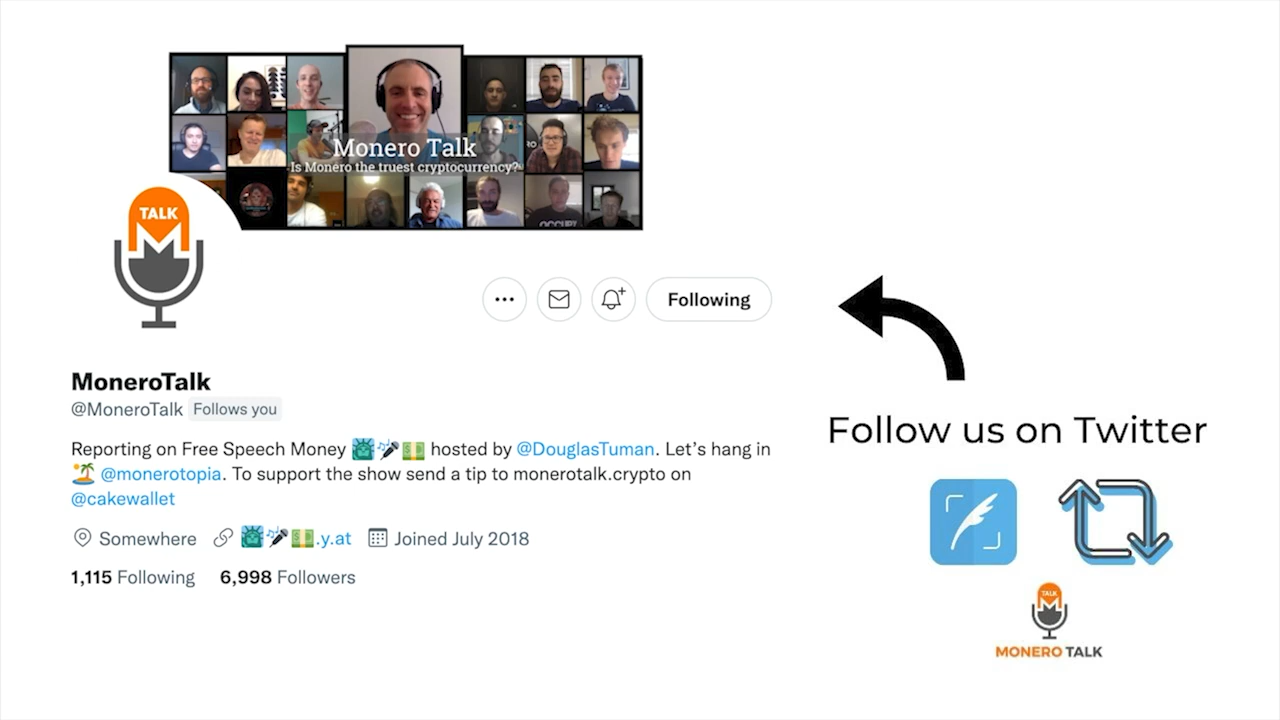 Monero Talk
Is Monero the truest cryptocurrency?
OCCUPY
TALK
Following
MoneroTalk
@MoneroTalk Follows you
Reporting on Free Speech Money 🗽🎤💵 hosted by @DouglasTuman. Let’s hang in
🏝️ @monerotopia. To support the show send a tip to monerotalk.crypto on
@cakewallet
Somewhere 🗽🎤💵.y.at Joined July 2018
1,115 Following 6,998 Followers
Follow us on Twitter
TALK
MONERO TALK